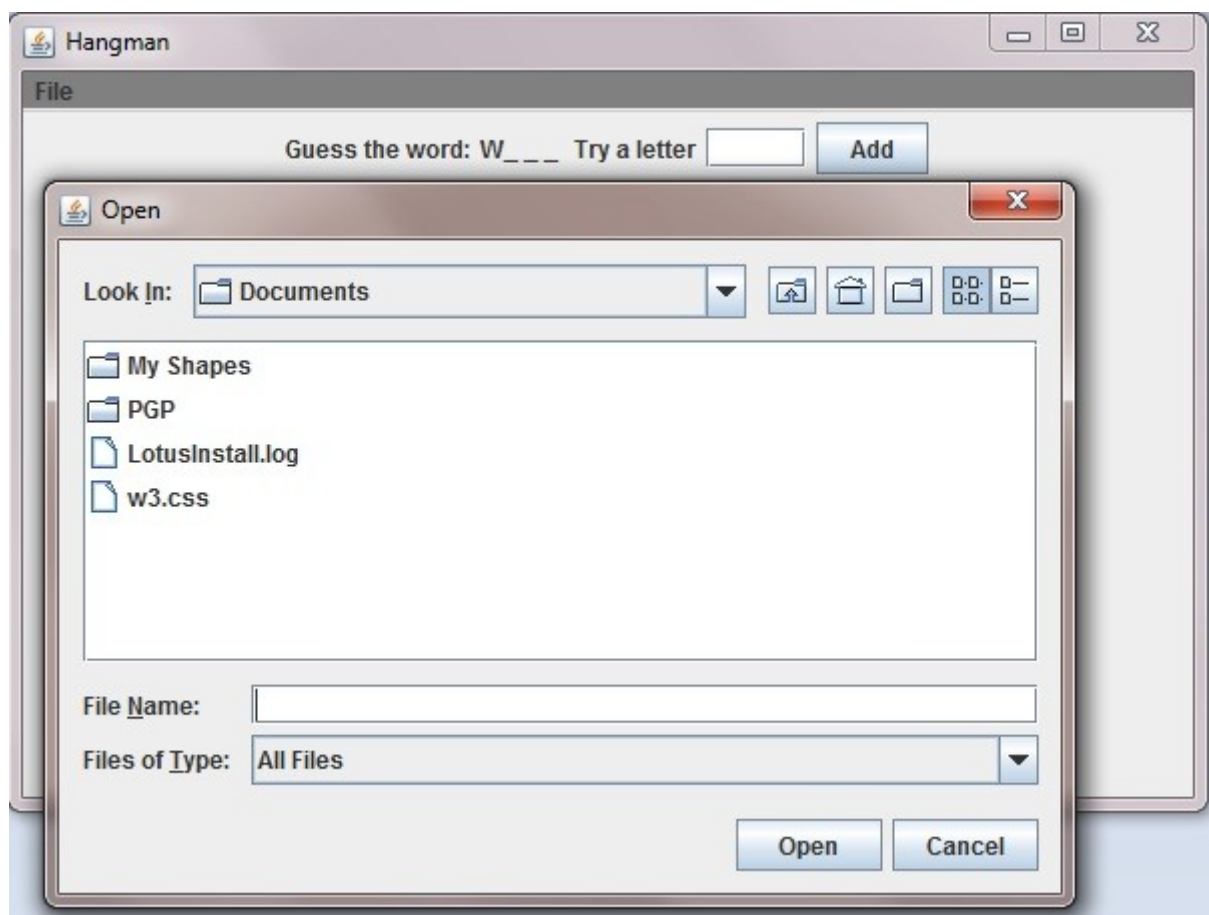 Hangman
File
Guess the word: W_ _ _ Try a letter
Add
Open
Look In:
Documents
My Shapes
PGP
LotusInstall.log
w3.css
File Name:
Files of Type:
All Files
Open
Cancel